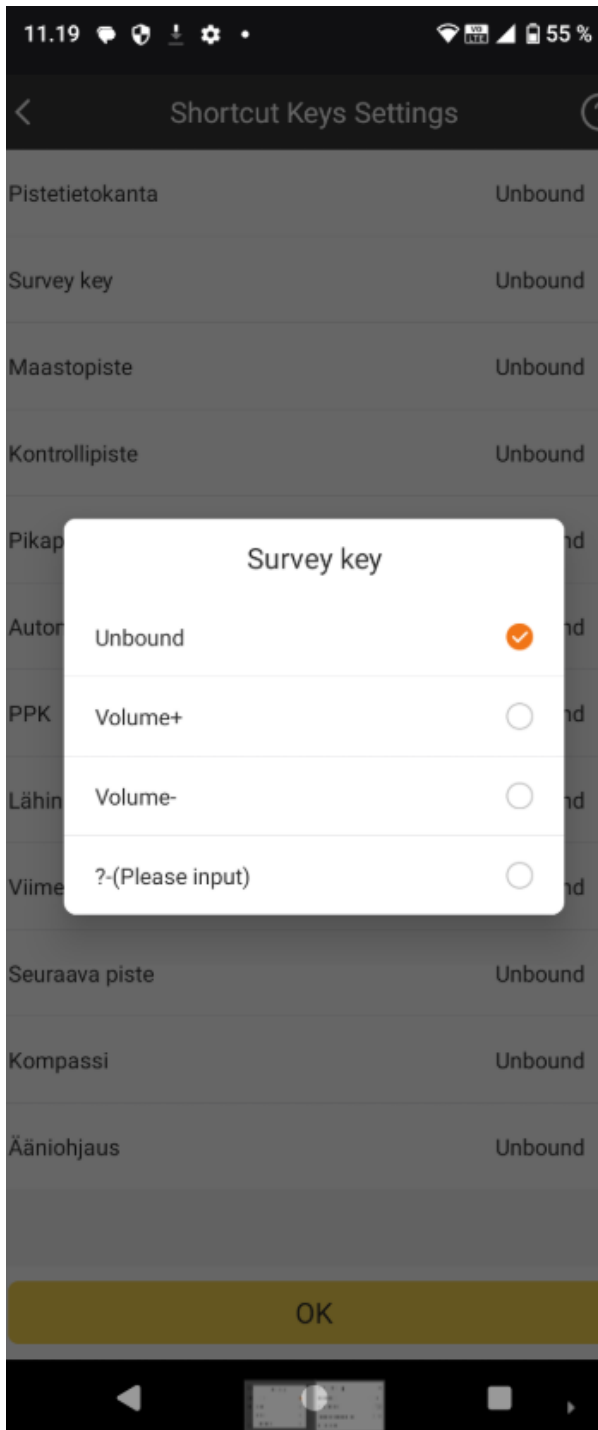 11.19 55 %
Shortcut Keys Settings
Pistetietokanta Unbound
Survey key Unbound
Maastopiste Unbound
Kontrollipiste Unbound
Survey key
Unbound
Volume+
Volume-
?-(Please input)
Seuraava piste Unbound
Kompassi Unbound
Ääniohjaus Unbound
PPK
OK